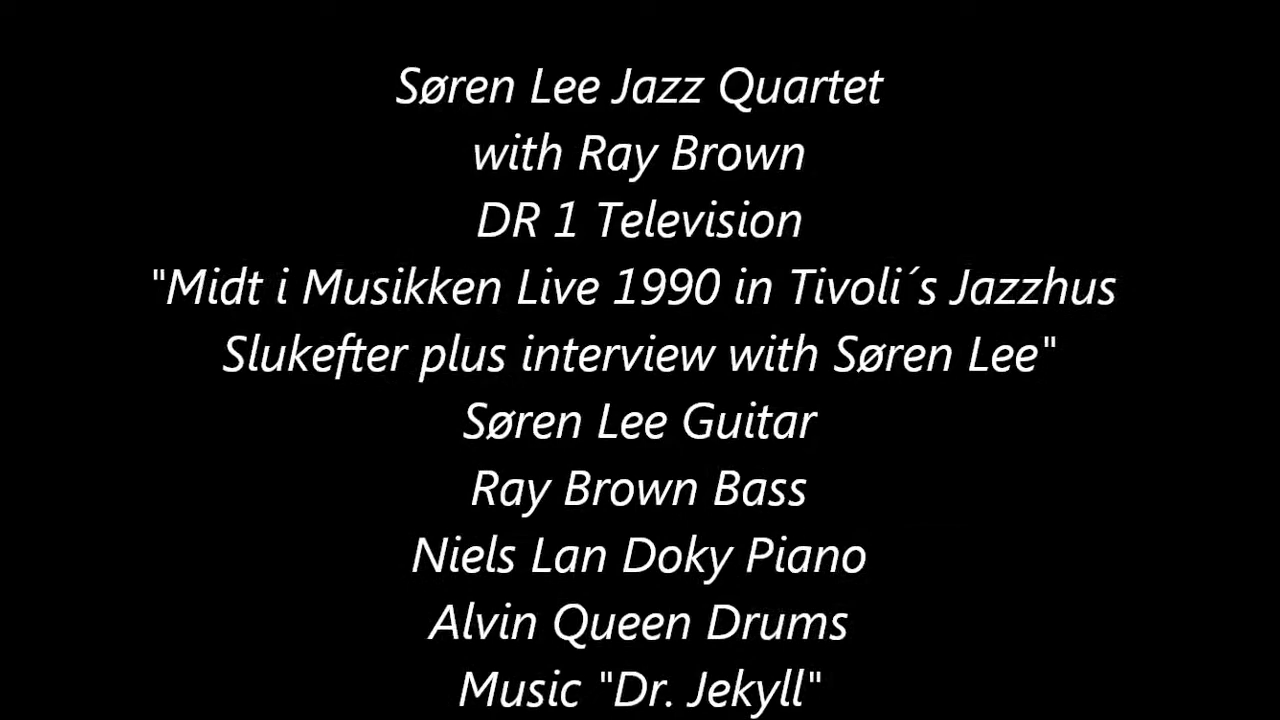 Søren Lee Jazz Quartet
with Ray Brown
DR 1 Television
"Midt i Musikken Live 1990 in Tivoli´s Jazzhus
Slukefter plus interview with Søren Lee"
Søren Lee Guitar
Ray Brown Bass
Niels Lan Doky Piano
Alvin Queen Drums
Music "Dr. Jekyll"